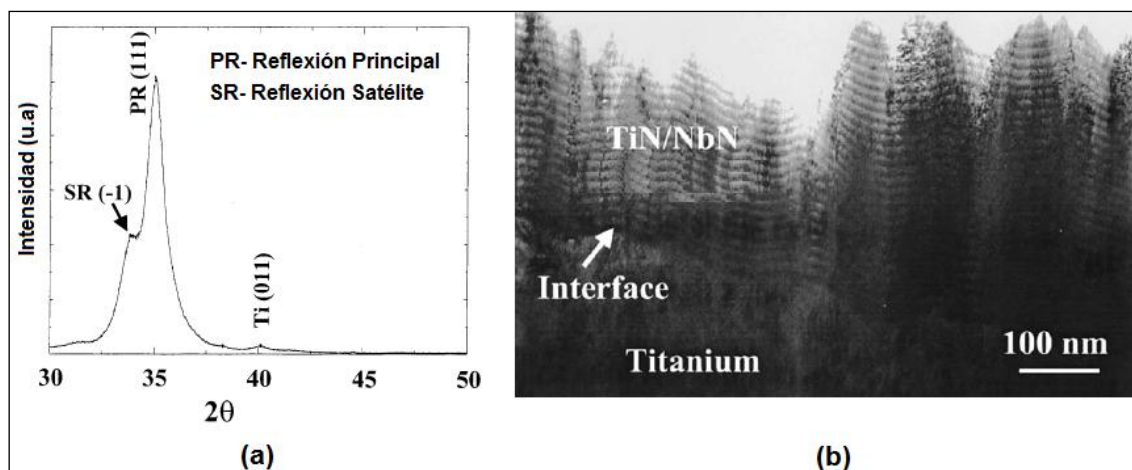 PR- Reflexión Principal
SR- Reflexión Satélite
PR (111)
SR (-1)
Ti (011)
Intensidad (u.a)
30 35 40 45 50
2θ
(a)
TiN/NbN
Interface
Titanium
100 nm
(b)